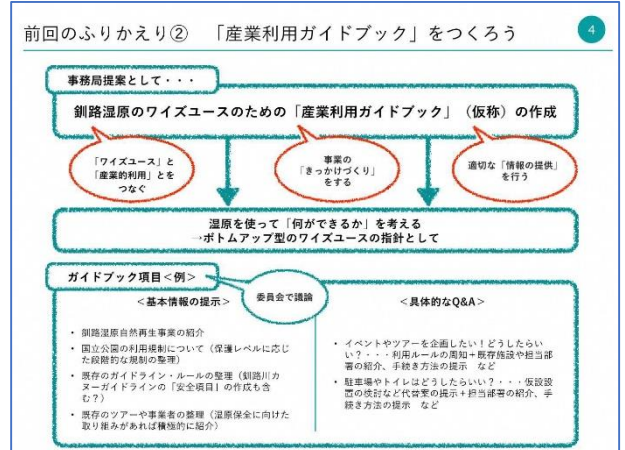 前回のふりかえり② 「産業利用ガイドブック」をつくろう
4
事務局提案として・・・
釧路湿原のワイズユースのための「産業利用ガイドブック」（仮称）の作成
「ワイズユース」と
「産業的利用」とを
つなぐ
事業の
「きっかけづくり」
をする
適切な「情報の提供」
を行う
湿原を使って「何ができるか」を考える
→ボトムアップ型のワイズユースの指針として
ガイドブック項目＜例＞
委員会で議論
＜基本情報の提示＞
• 釧路湿原自然再生事業の紹介
• 国立公園の利用規制について（保護レベルに応じ
た段階的な規制の整理）
• 既存のガイドライン・ルールの整理（釧路川カ
ヌーガイドラインの「安全項目」の作成も含
む？）
• 既存のツアーや事業者の整理（湿原保全に向けた
取り組みがあれば積極的に紹介）
＜具体的なQ&A＞
• イベントやツアーを企画したい！どうしたらい
い？・・・利用ルールの周知＋既存施設や担当部
署の紹介、手続き方法の提示 など
• 駐車場やトイレはどうしたらいい？・・・仮設設
置の検討など代替案の提示＋担当部署の紹介、手
続き方法の提示 など